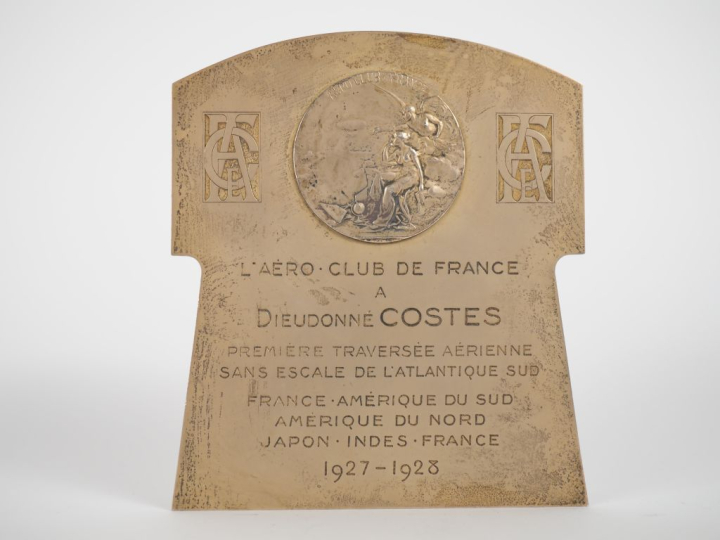 L'AÉRO·CLUB DE FRANCE
A
DIEUDONNÉ COSTES
PREMIÈRE TRAVERSÉE AÉRIENNE
SANS ESCALE DE L'ATLANTIQUE SUD
FRANCE·AMÉRIQUE DU SUD
AMÉRIQUE DU NORD
JAPON·INDES·FRANCE
1927-1928